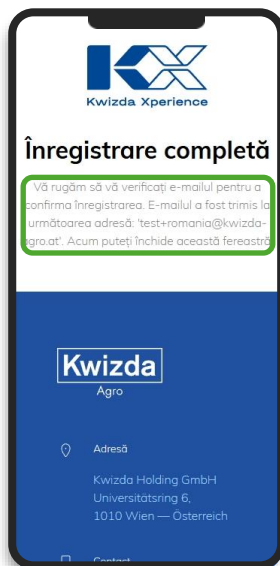 KX
Kwizda Xperience
Înregistrare completă
Vă rugăm să vă verificați e-mailul pentru a
confirma înregistrarea. E-mailul a fost trimis la
următoarea adresă: 'test+romania@kwizda-
agro.at'. Acum puteți închide această fereastră
Kwizda
Agro
Adresă
Kwizda Holding GmbH
Universitätsring 6,
1010 Wien — Österreich
Contact